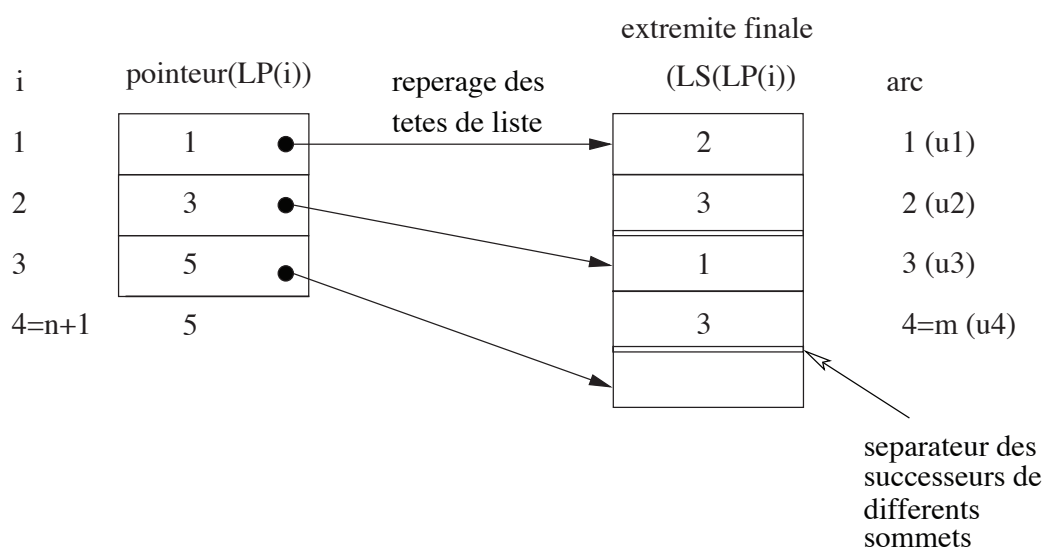 extremite finale
i pointeur(LP(i)) reperage des (LS(LP(i)) arc
tetes de liste
1 1 2 1 (u1)
2 3 3 2 (u2)
3 5 1 3 (u3)
4=n+1 5 3 4=m (u4)
separateur des
successeurs de
differents
sommets